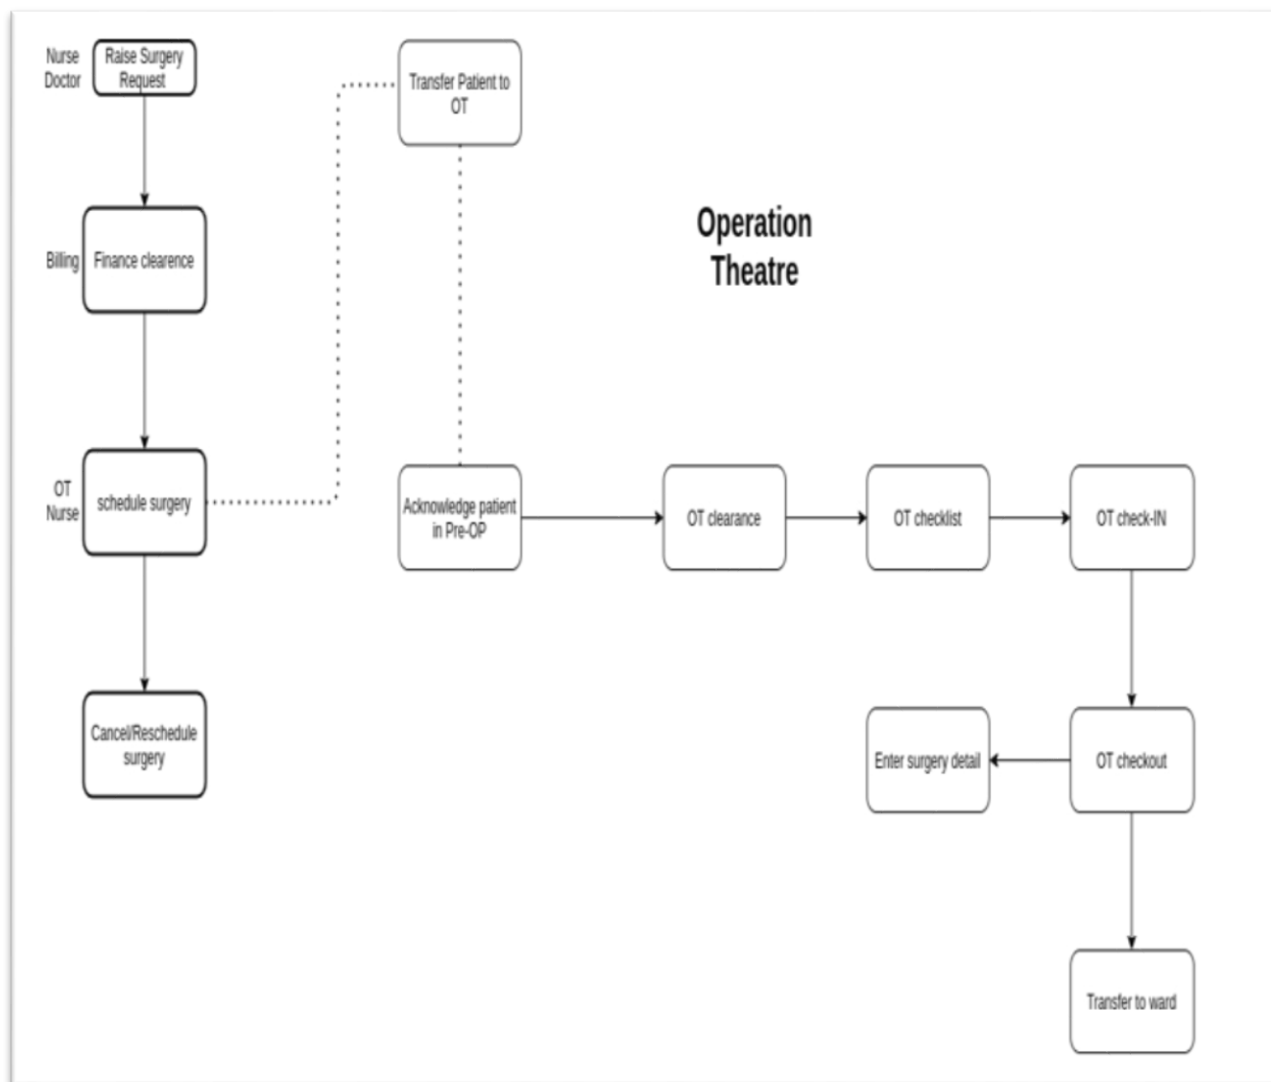 Nurse
Doctor
Raise Surgery
Request
Transfer Patient to
OT
Operation
Theatre
Billing
Finance clearence
OT
Nurse
schedule surgery
Acknowledge patient
in Pre-OP
OT clearance
OT checklist
OT check-IN
Cancel/Reschedule
surgery
Enter surgery detail
OT checkout
Transfer to ward